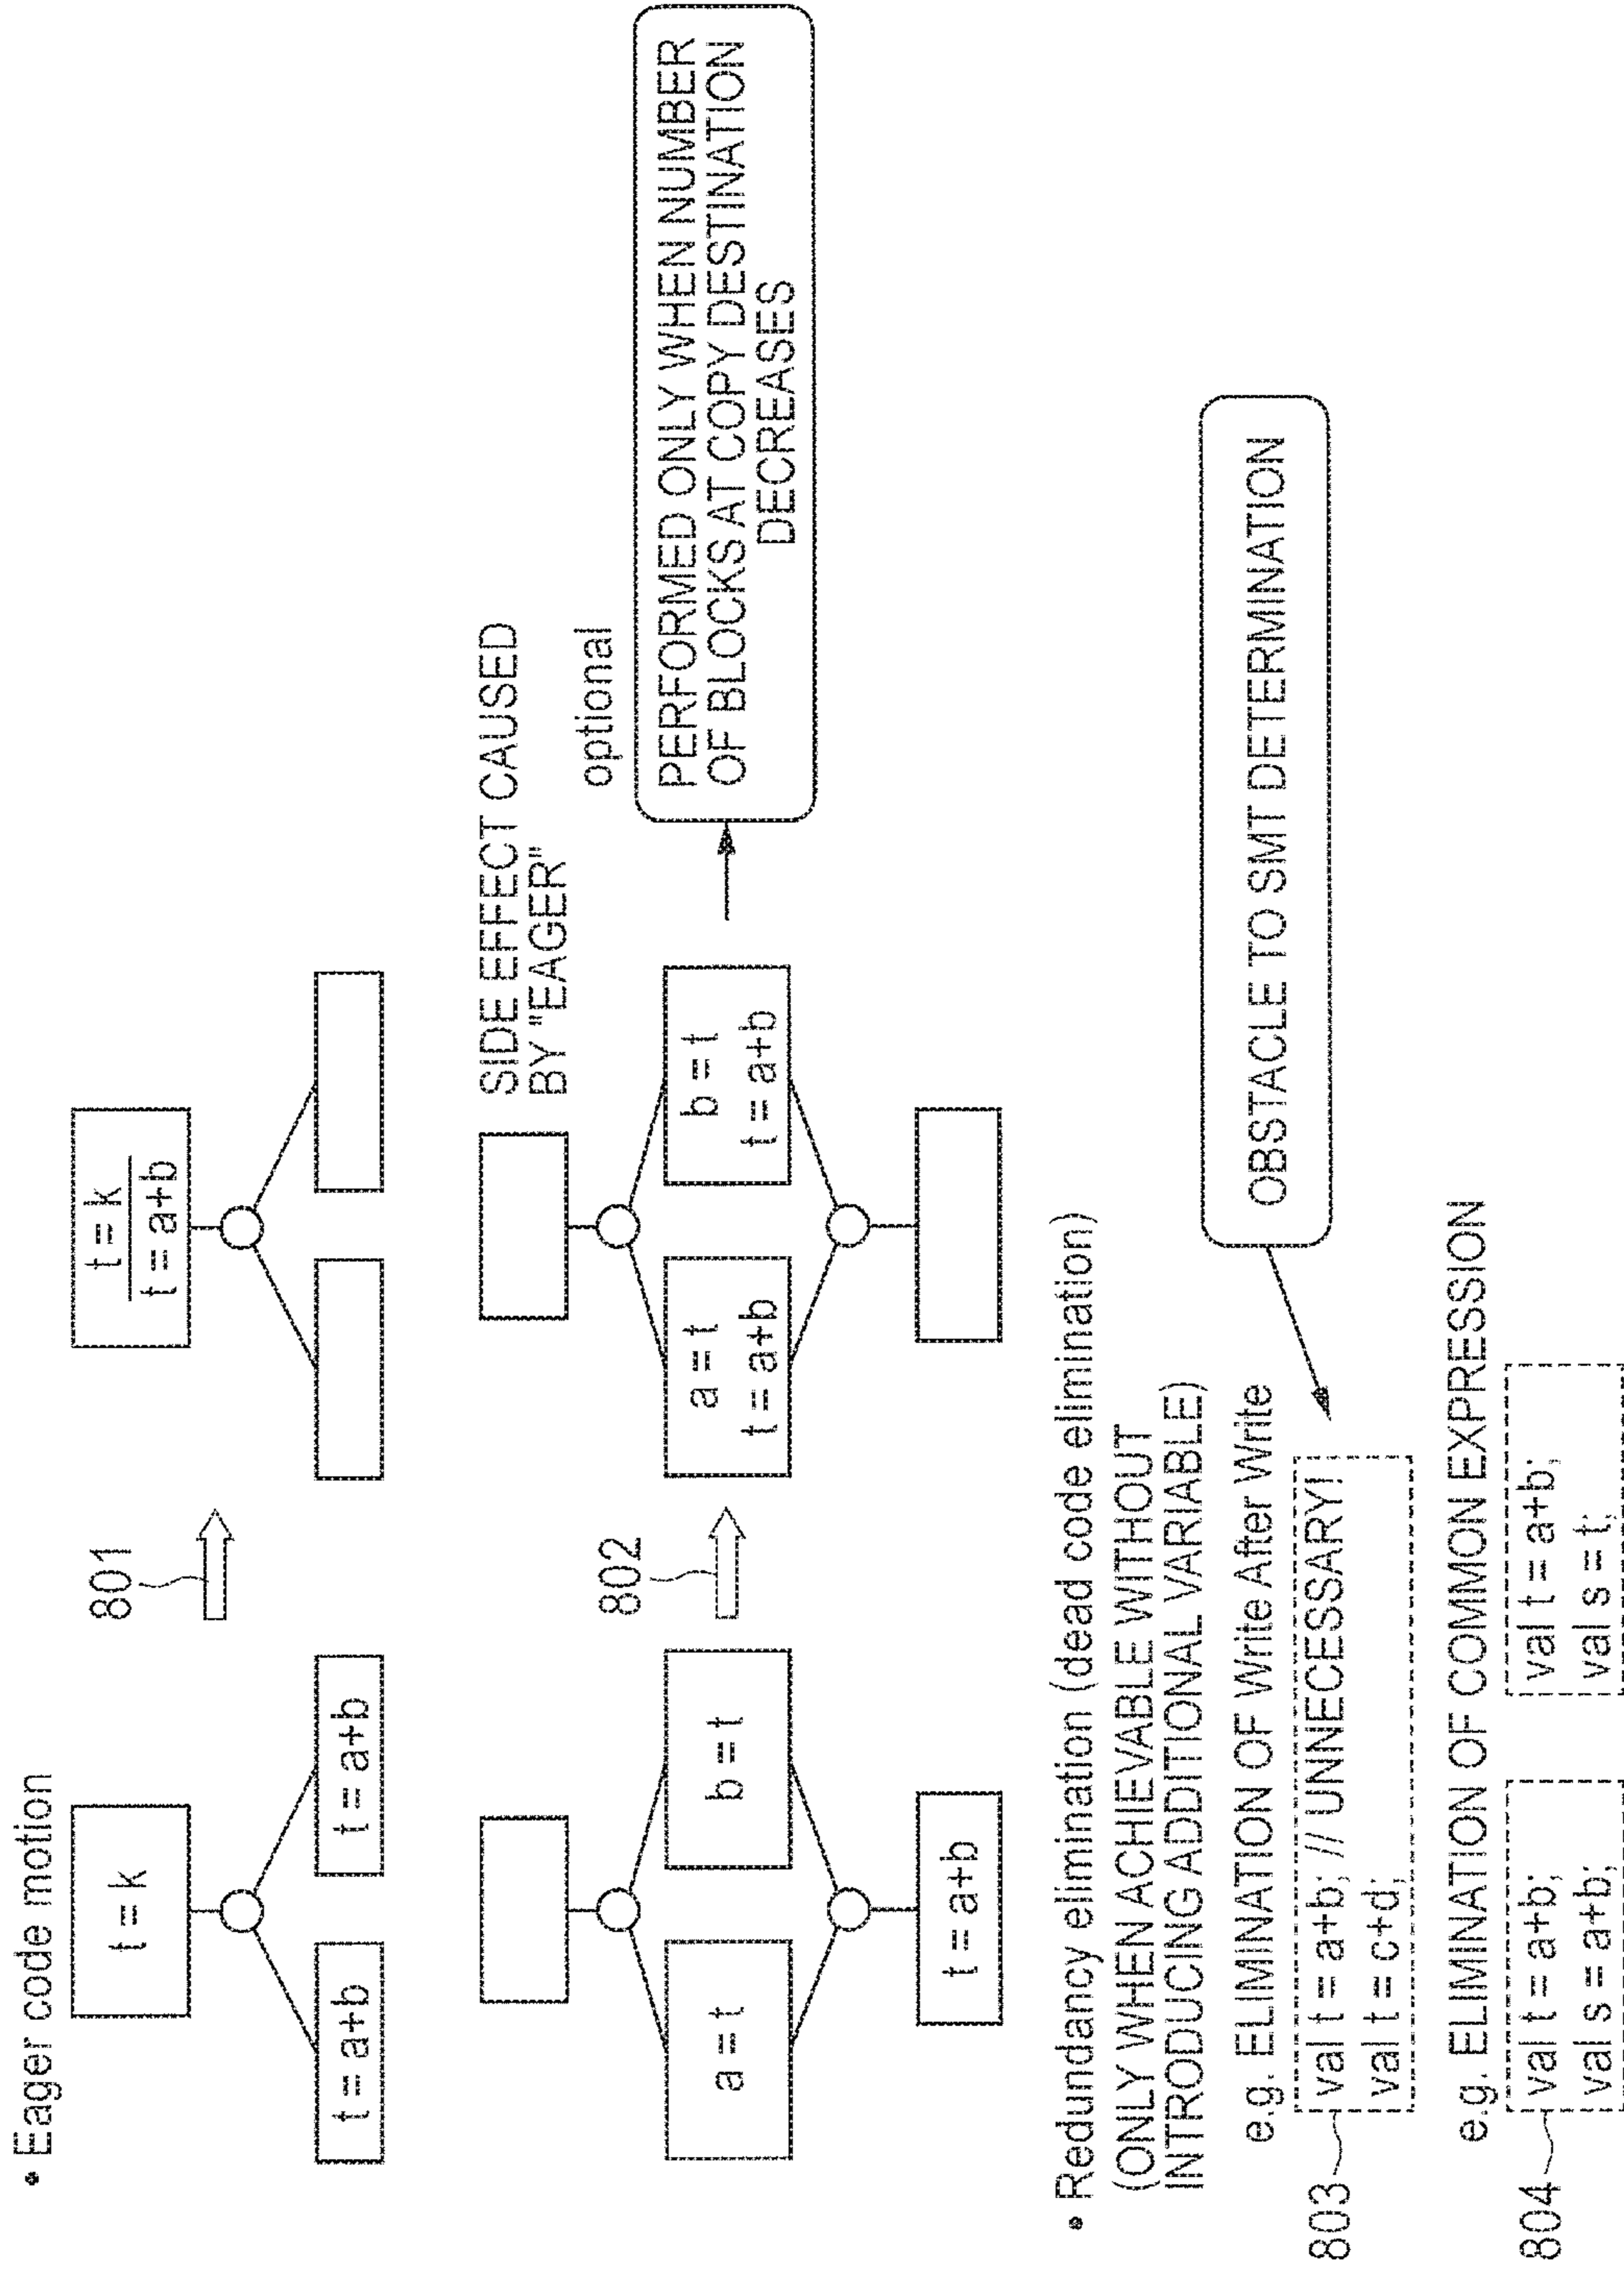 • Eager code motion
t = k
t = a+b
t = a+b
801
t = k
t = a+b
a = t
b = t
t = a+b
802
a = t
t = a+b
b = t
t = a+b
SIDE EFFECT CAUSED
BY "EAGER"
optional
PERFORMED ONLY WHEN NUMBER
OF BLOCKS AT COPY DESTINATION
DECREASES
• Redundancy elimination (dead code elimination)
(ONLY WHEN ACHIEVABLE WITHOUT
INTRODUCING ADDITIONAL VARIABLE)
e.g. ELIMINATION OF Write After Write
803
val t = a+b; // UNNECESSARY!
val t = c+d;
OBSTACLE TO SMT DETERMINATION
e.g. ELIMINATION OF COMMON EXPRESSION
804
val t = a+b;
val s = a+b;
val t = a+b;
val s = t;